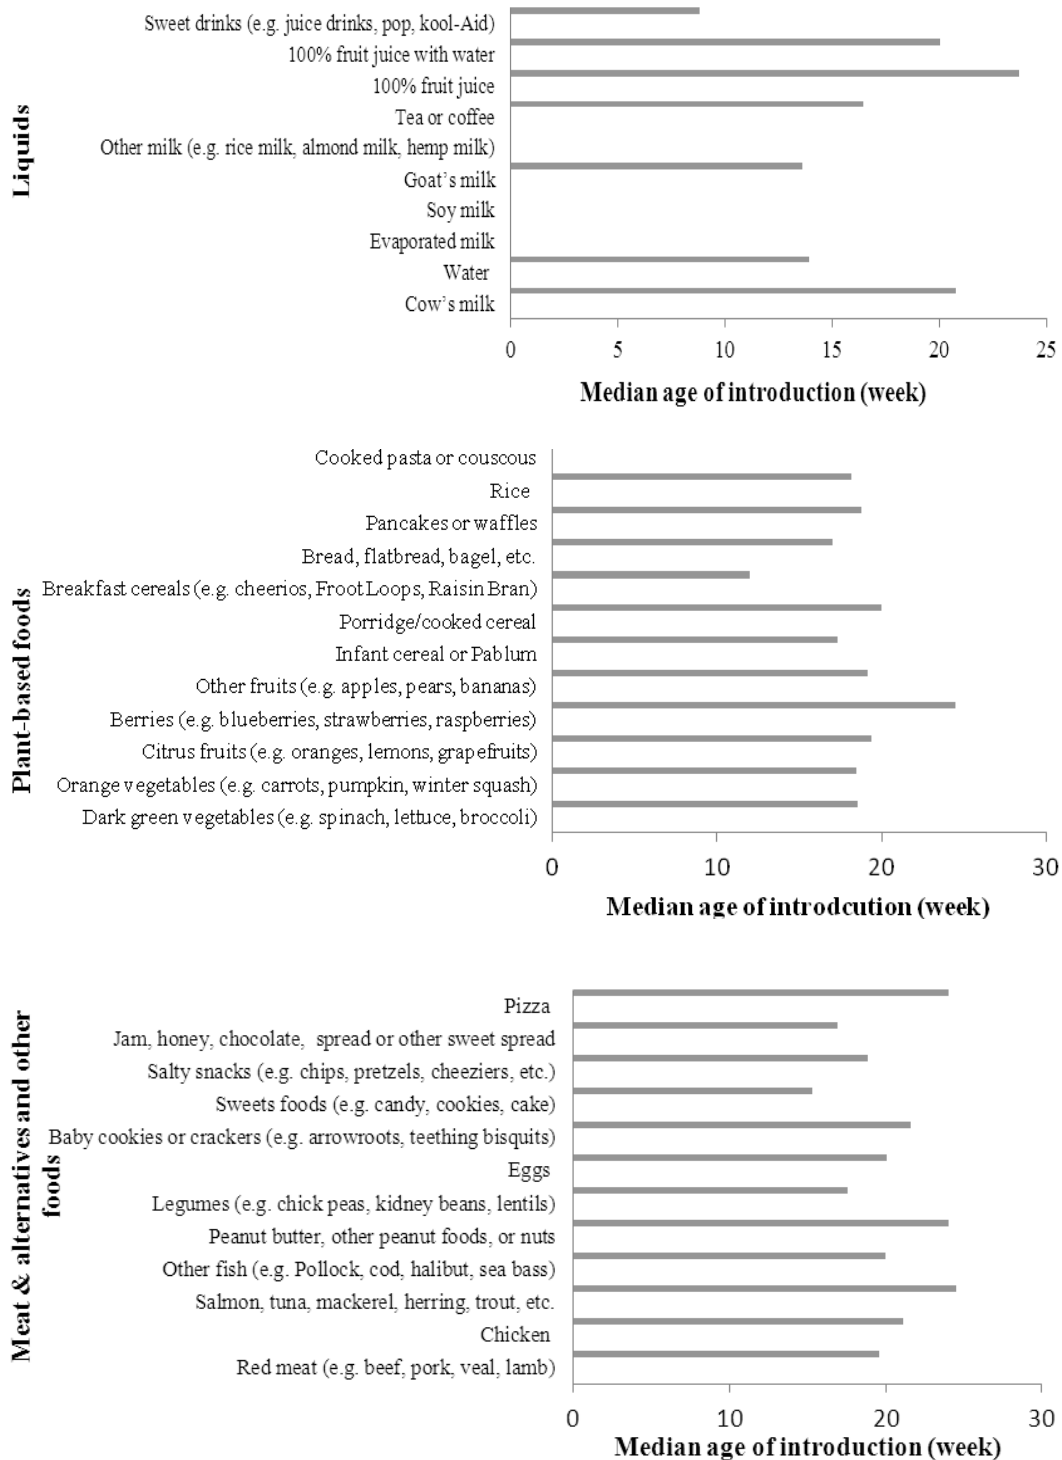 Liquids
Sweet drinks (e.g. juice drinks, pop, kool-Aid)
100% fruit juice with water
100% fruit juice
Tea or coffee
Other milk (e.g. rice milk, almond milk, hemp milk)
Goat's milk
Soy milk
Evaporated milk
Water
Cow's milk
0 5 10 15 20 25
Median age of introduction (week)
Plant-based foods
Cooked pasta or couscous
Rice
Pancakes or waffles
Bread, flatbread, bagel, etc.
Breakfast cereals (e.g. cheerios, Froot Loops, Raisin Bran)
Porridge/cooked cereal
Infant cereal or Pablum
Other fruits (e.g. apples, pears, bananas)
Berries (e.g. blueberries, strawberries, raspberries)
Citrus fruits (e.g. oranges, lemons, grapefruits)
Orange vegetables (e.g. carrots, pumpkin, winter squash)
Dark green vegetables (e.g. spinach, lettuce, broccoli)
0 10 20 30
Median age of introdcution (week)
Meat & alternatives and other
foods
Pizza
Jam, honey, chocolate, spread or other sweet spread
Salty snacks (e.g. chips, pretzels, cheeziers, etc.)
Sweets foods (e.g. candy, cookies, cake)
Baby cookies or crackers (e.g. arrowroots, teething bisquits)
Eggs
Legumes (e.g. chick peas, kidney beans, lentils)
Peanut butter, other peanut foods, or nuts
Other fish (e.g. Pollock, cod, halibut, sea bass)
Salmon, tuna, mackerel, herring, trout, etc.
Chicken
Red meat (e.g. beef, pork, veal, lamb)
0 10 20 30
Median age of introduction (week)